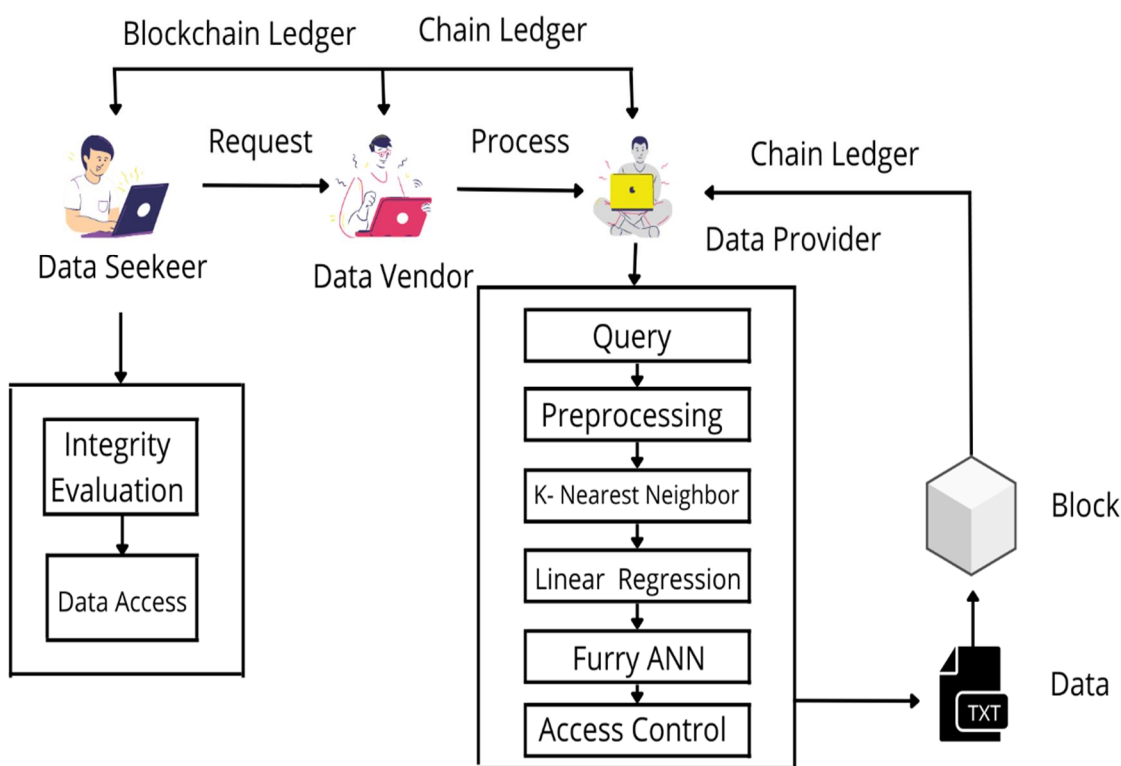 Blockchain Ledger
Chain Ledger
Request
Process
Chain Ledger
Data Seekeer
Data Vendor
Data Provider
Query
Preprocessing
K- Nearest Neighbor
Linear Regression
Furry ANN
Access Control
Integrity
Evaluation
Data Access
Block
Data
TXT